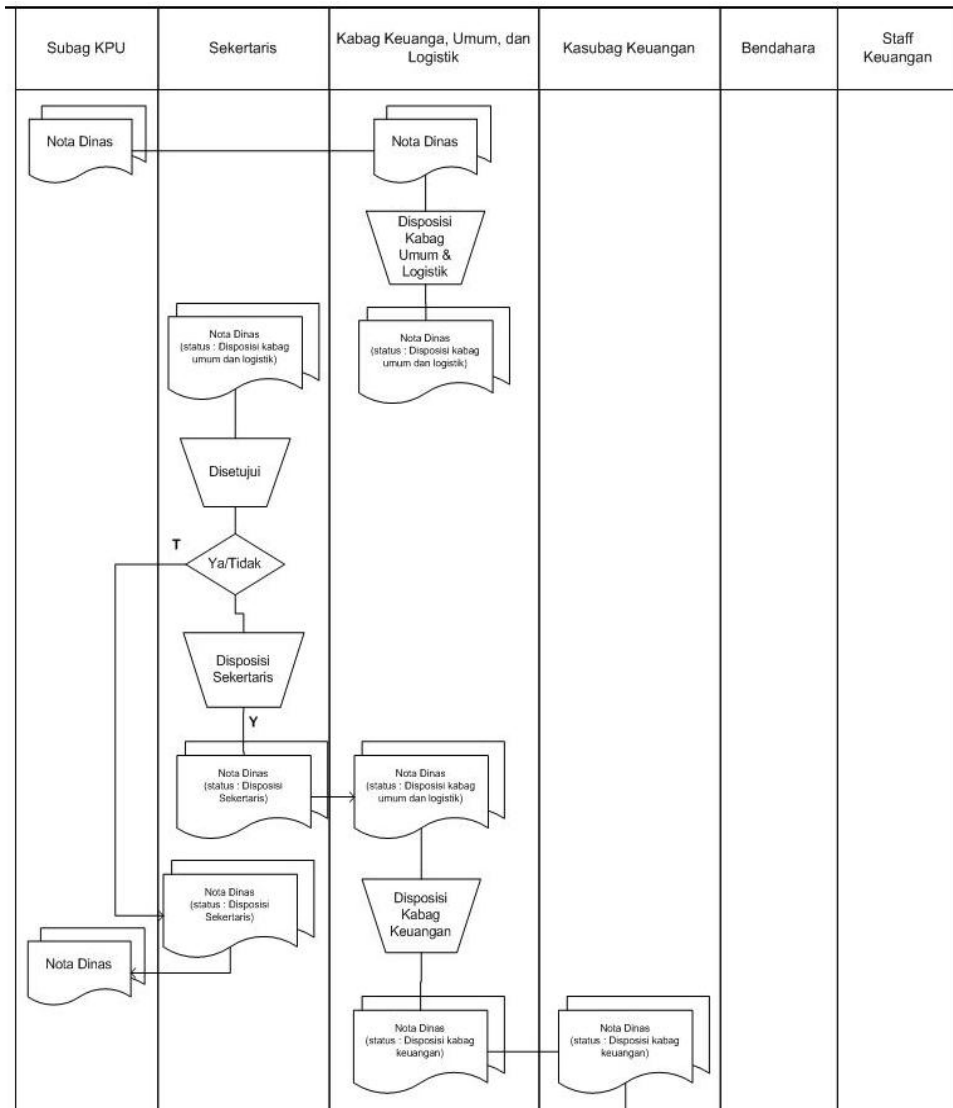 Subag KPU
Sekertaris
Kabag Keuanga, Umum, dan
Logistik
Kasubag Keuangan
Bendahara
Staff
Keuangan
Nota Dinas
Nota Dinas
Disposisi
Kabag
Umum &
Logistik
Nota Dinas
(status : Disposisi kabag
umum dan logistik)
Nota Dinas
(status : Disposisi kabag
umum dan logistik)
Disetujui
T
Ya/Tidak
Disposisi
Sekertaris
Y
Nota Dinas
(status : Disposisi
Sekertaris)
Nota Dinas
(status : Disposisi kabag
umum dan logistik)
Nota Dinas
(status : Disposisi
Sekertaris)
Disposisi
Kabag
Keuangan
Nota Dinas
Nota Dinas
(status : Disposisi kabag
keuangan)
Nota Dinas
(status : Disposisi kabag
keuangan)